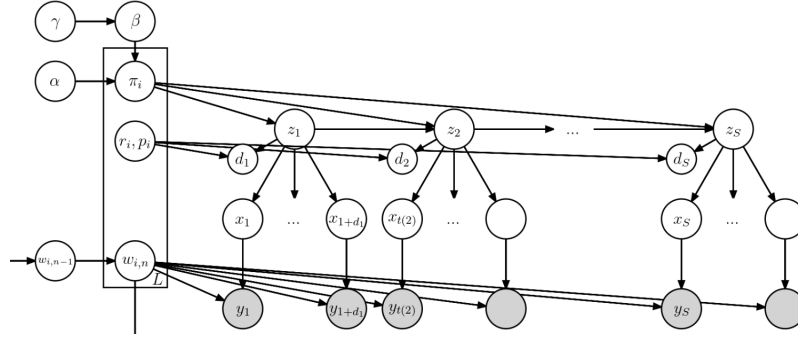 γ β
α π_i
z_1 z_2 ... z_S
r_i, p_i
d_1 d_2 d_S
x_1 ... x_{1+d_1} x_{t(2)} ... x_S ...
w_{i,n-1} w_{i,n}
L
y_1 y_{1+d_1} y_{t(2)} y_S